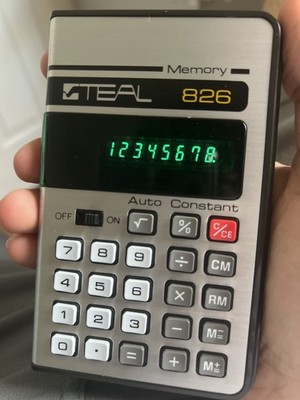 Memory
TEAL 826
12345678
Auto Constant
OFF ON √ % C/CE
7 8 9 ÷ CM
4 5 6 × RM
1 2 3 − M=−
0 · = + M=+